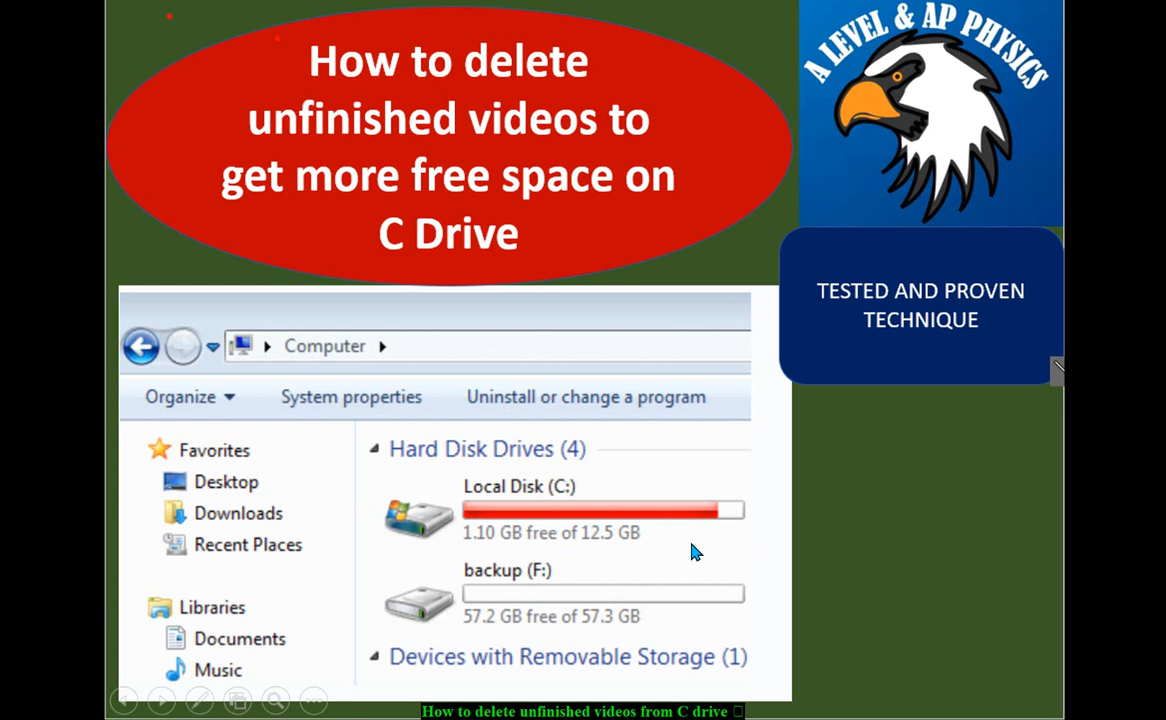 How to delete
unfinished videos to
get more free space on
C Drive
A LEVEL & AP PHYSICS
TESTED AND PROVEN
TECHNIQUE
Computer
Organize
System properties
Uninstall or change a program
Favorites
Desktop
Downloads
Recent Places
Libraries
Documents
Music
Hard Disk Drives (4)
Local Disk (C:)
1.10 GB free of 12.5 GB
backup (F:)
57.2 GB free of 57.3 GB
Devices with Removable Storage (1)
How to delete unfinished videos from C drive